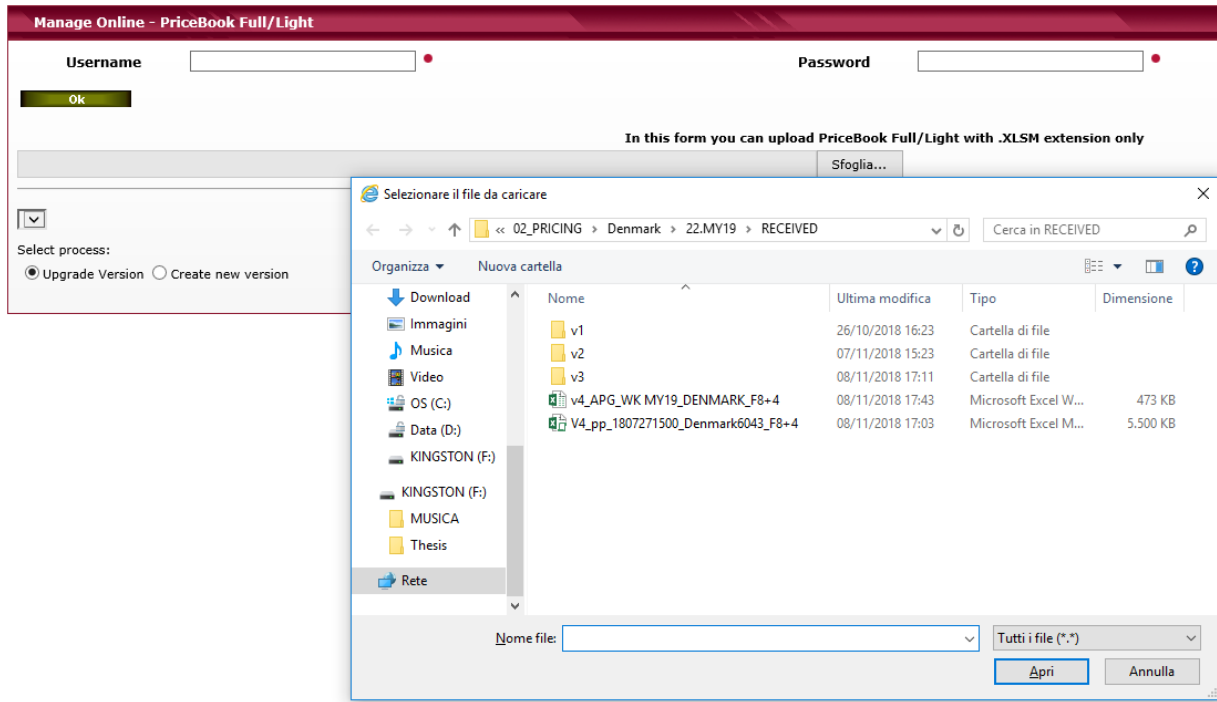 Manage Online - PriceBook Full/Light
Username
Password
Ok
In this form you can upload PriceBook Full/Light with .XLSM extension only
Sfoglia...
Select process:
Upgrade Version Create new version
Selezionare il file da caricare
« 02_PRICING › Denmark › 22.MY19 › RECEIVED
Cerca in RECEIVED
Organizza Nuova cartella
Download
Immagini
Musica
Video
OS (C:)
Data (D:)
KINGSTON (F:)
KINGSTON (F:)
MUSICA
Thesis
Rete
Nome Ultima modifica Tipo Dimensione
v1 26/10/2018 16:23 Cartella di file
v2 07/11/2018 15:23 Cartella di file
v3 08/11/2018 17:11 Cartella di file
v4_APG_WK MY19_DENMARK_F8+4 08/11/2018 17:43 Microsoft Excel W... 473 KB
V4_pp_1807271500_Denmark6043_F8+4 08/11/2018 17:03 Microsoft Excel M... 5.500 KB
Nome file:
Tutti i file (*.*)
Apri Annulla